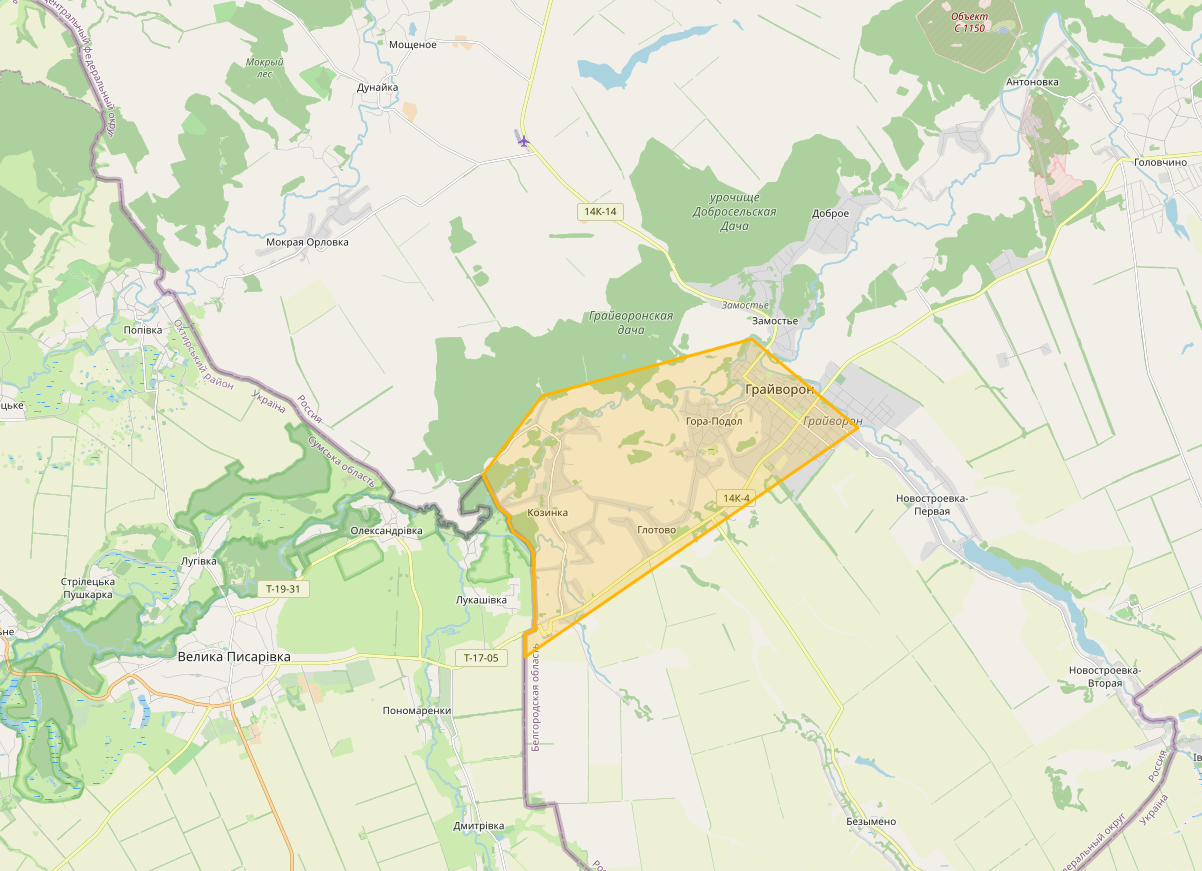 Центральный федеральный округ
Мощеное
Мокрый
лес
Дунайка
Объект
С 1150
Антоновка
Головчино
14К-14
урочище
Добросельская
Дача
Доброе
Мокрая Орловка
Замостье
Замостье
Грайворонская
дача
Попівка
Охтирський район
Україна
Россия
Сумська область
Грайворон
Грайворон
Гора-Подол
14К-4
Новостроевка-
Первая
Козинка
Глотово
Олександрівка
Лугівка
Стрілецька
Пушкарка
Т-19-31
Лукашівка
Велика Писарівка
Т-17-05
Белгородская область
Пономаренки
Новостроевка-
Вторая
Россия
Україна
Безымено
Дмитрівка